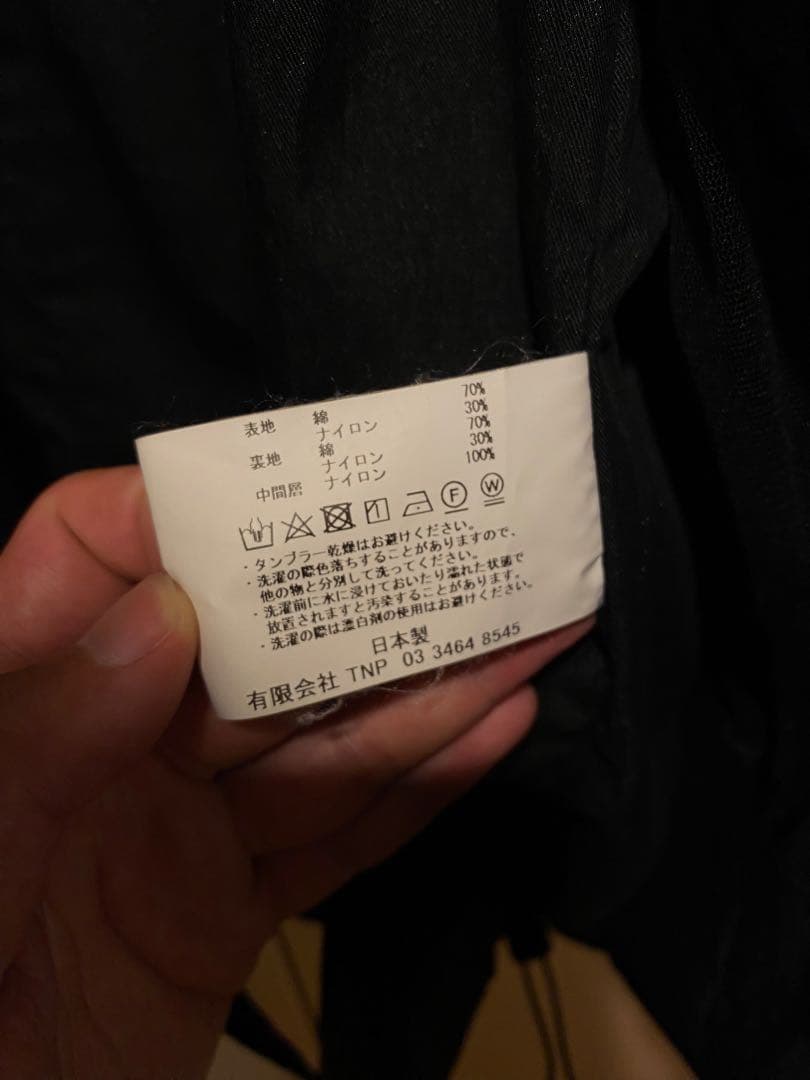 表地 綿 70%
ナイロン 30%
裏地 綿 70%
ナイロン 30%
中間層 ナイロン 100%
F W
・タンブラー乾燥はお避けください。
・洗濯の際色落ちすることがありますので、
他の物と分別して洗ってください。
・洗濯前に水に浸けておいたり濡れた状態で
放置されますと汚染することがあります。
・洗濯の際は漂白剤の使用はお避けください。
日本製
有限会社 TNP 03 3464 8545